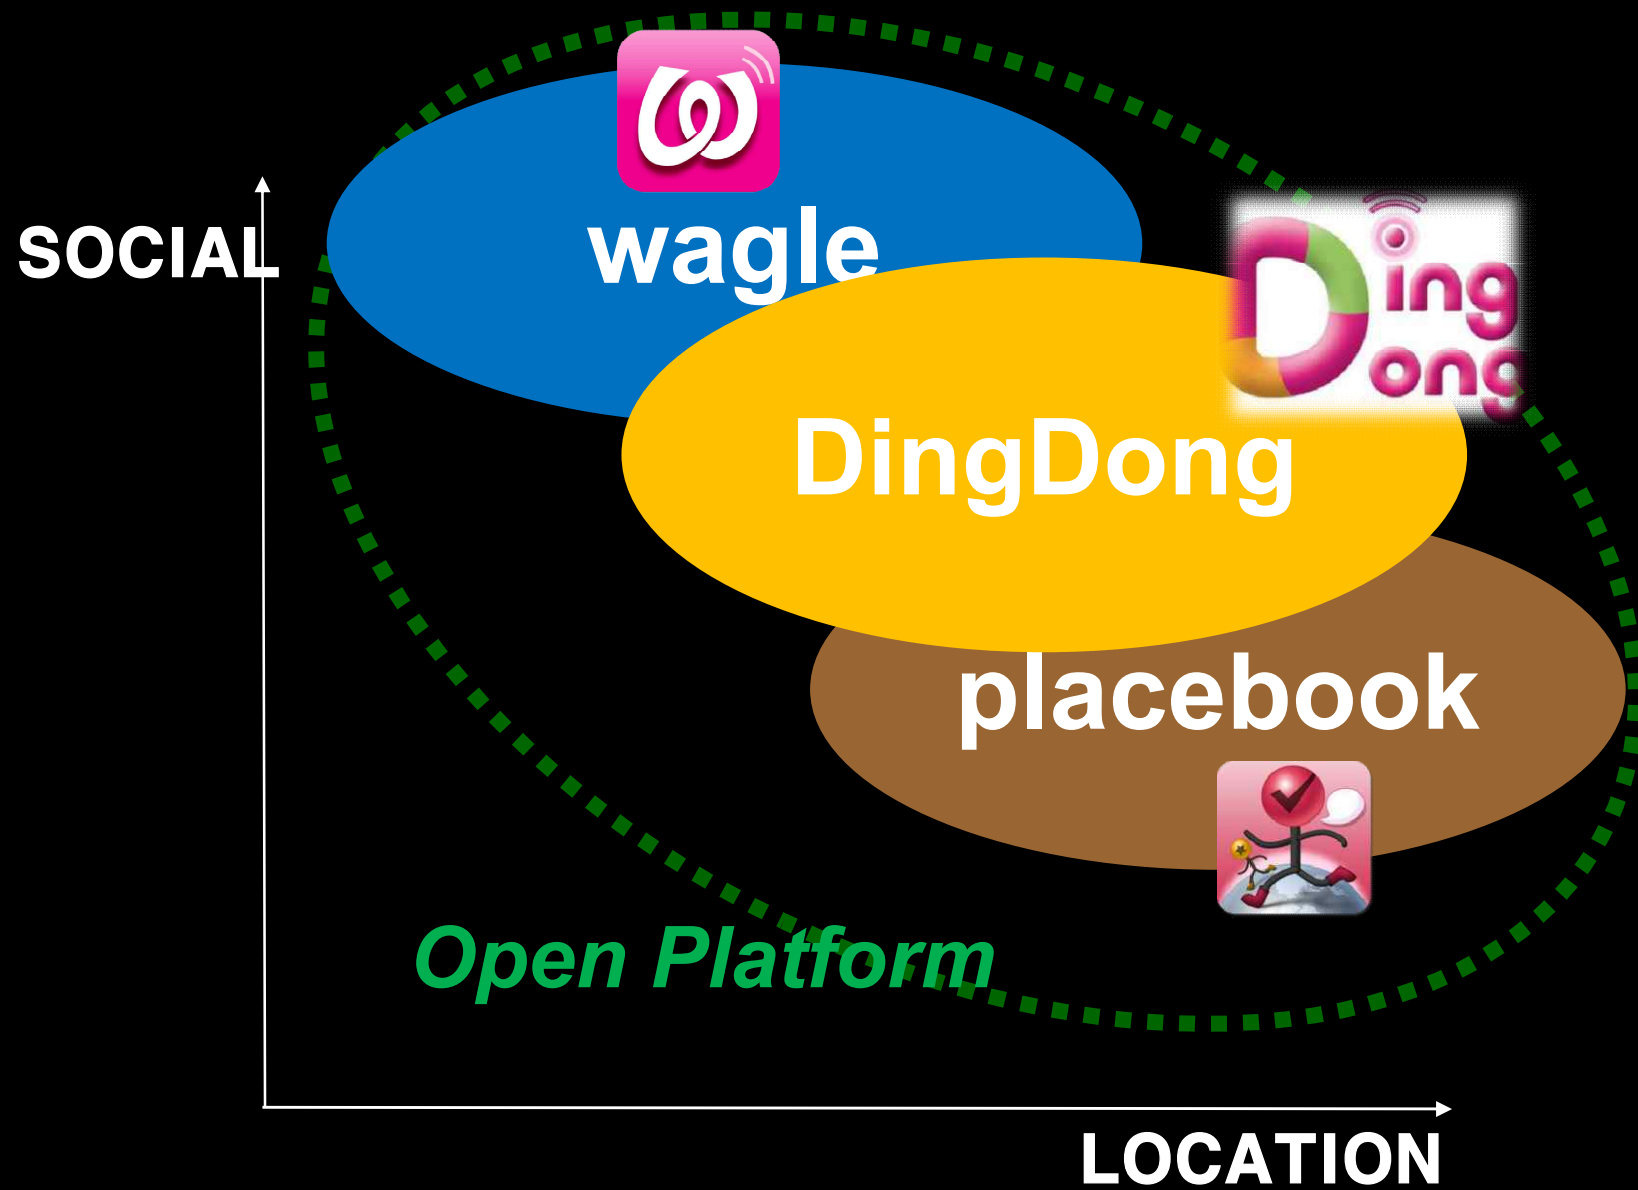 SOCIAL
wagle
Ding
Dong
DingDong
placebook
Open Platform
LOCATION